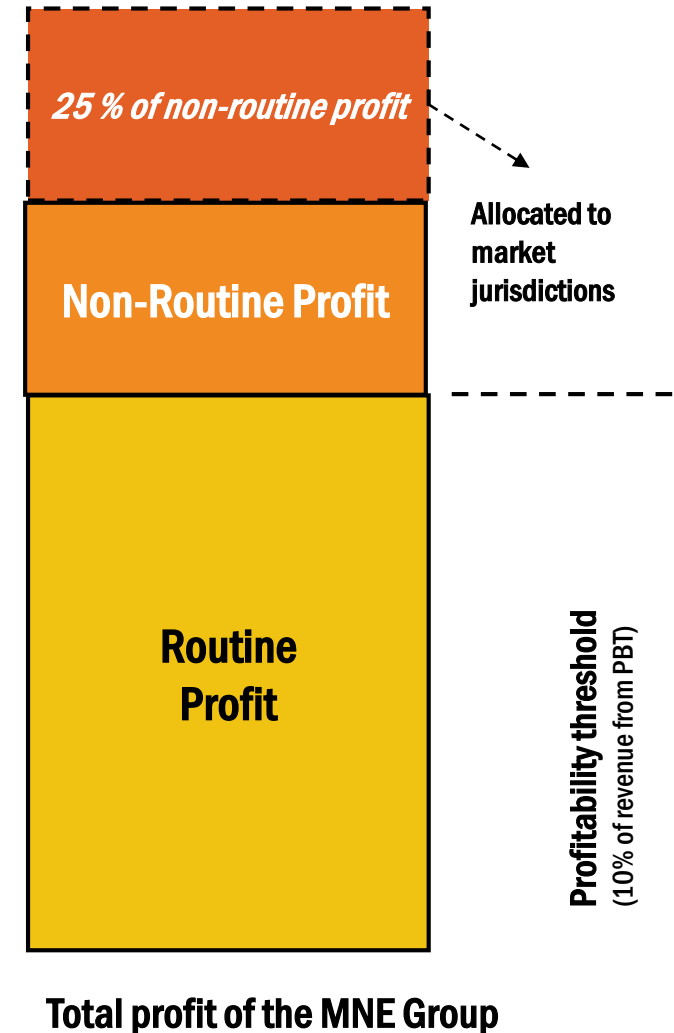 25 % of non-routine profit
Allocated to
market
jurisdictions
Non-Routine Profit
Routine
Profit
Profitability threshold
(10% of revenue from PBT)
Total profit of the MNE Group